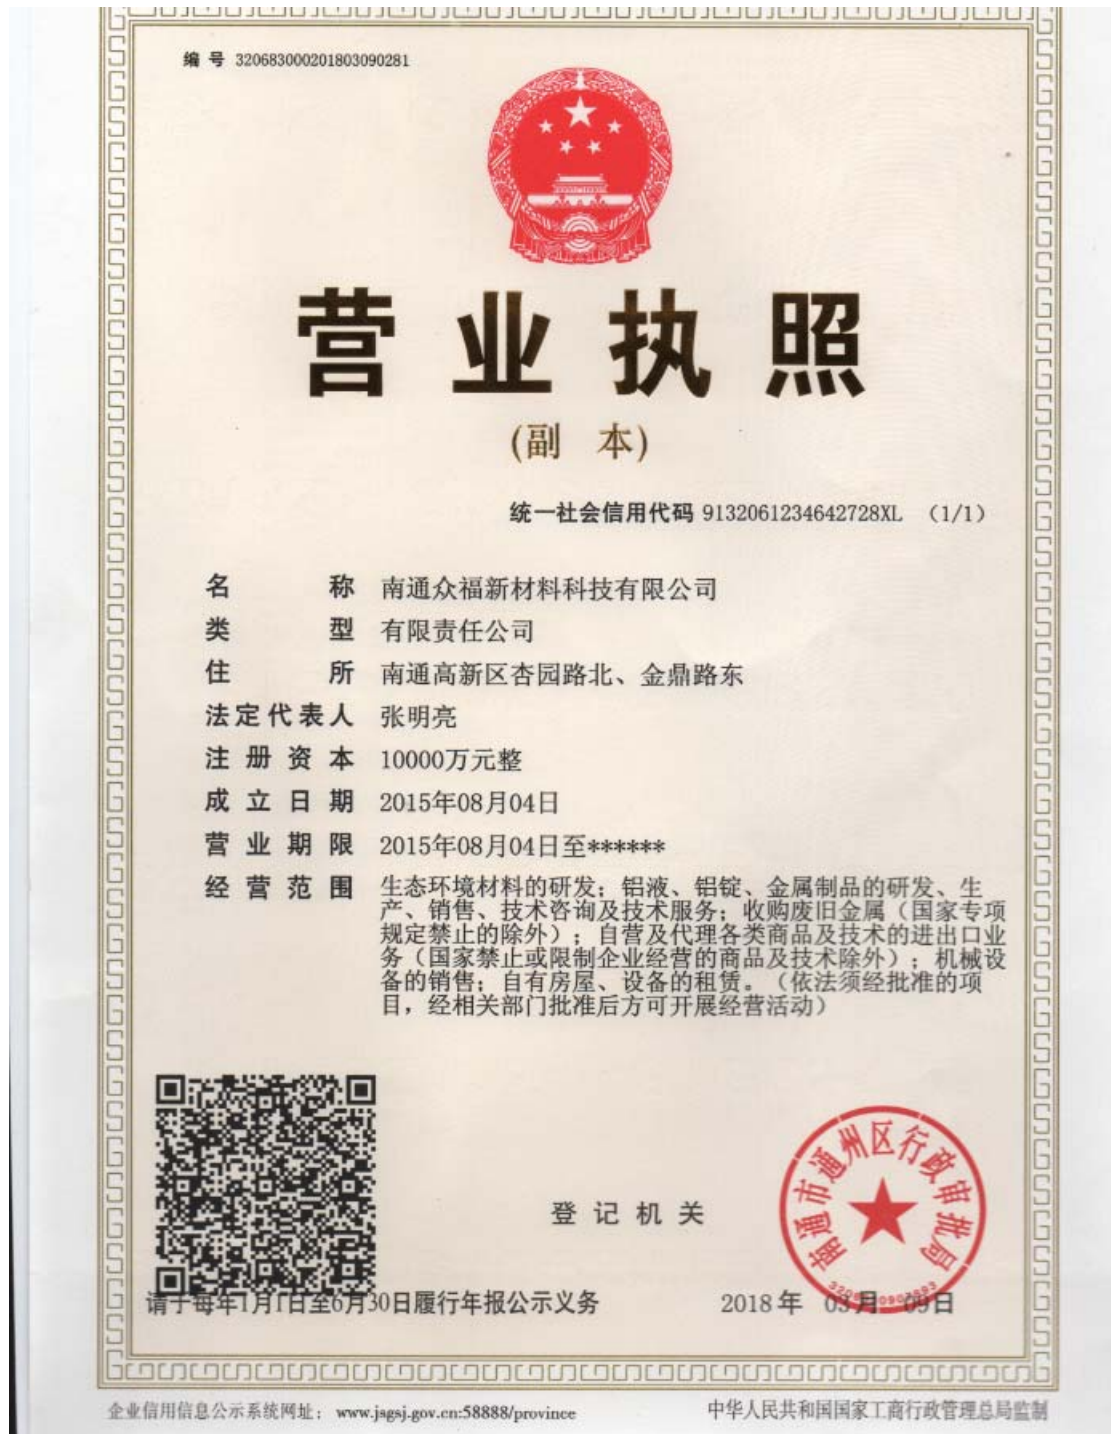 编 号 320683000201803090281
营业执照
(副 本)
统一社会信用代码 9132061234642728XL (1/1)
名 称 南通众福新材料科技有限公司
类 型 有限责任公司
住 所 南通高新区杏园路北、金鼎路东
法定代表人 张明亮
注册资本 10000万元整
成立日期 2015年08月04日
营业期限 2015年08月04日至******
经营范围 生态环境材料的研发；铝液、铝锭、金属制品的研发、生
产、销售、技术咨询及技术服务；收购废旧金属（国家专项
规定禁止的除外）；自营及代理各类商品及技术的进出口业
务（国家禁止或限制企业经营的商品及技术除外）；机械设
备的销售；自有房屋、设备的租赁。（依法须经批准的项
目，经相关部门批准后方可开展经营活动）
南通市通州区行政审批局
登记机关
请于每年1月1日至6月30日履行年报公示义务
2018年 03月 09日
企业信用信息公示系统网址： www.jsgsj.gov.cn:58888/province
中华人民共和国国家工商行政管理总局监制